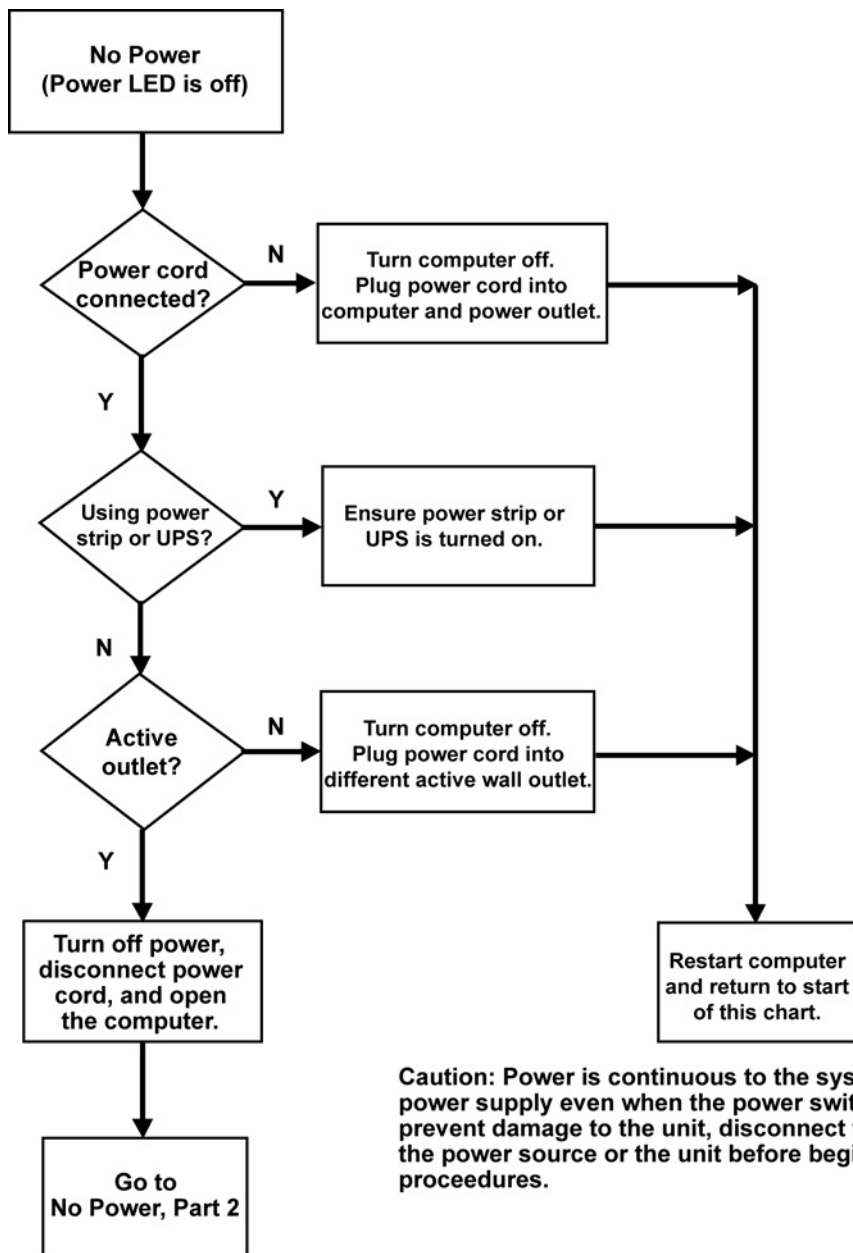 No Power
(Power LED is off)
Power cord
connected?
N
Turn computer off.
Plug power cord into
computer and power outlet.
Y
Using power
strip or UPS?
Y
Ensure power strip or
UPS is turned on.
N
Active
outlet?
N
Turn computer off.
Plug power cord into
different active wall outlet.
Y
Turn off power,
disconnect power
cord, and open
the computer.
Restart computer
and return to start
of this chart.
Go to
No Power, Part 2
Caution: Power is continuous to the
power supply even when the power
prevent damage to the unit, disconnect
the power source or the unit before
proceedures.